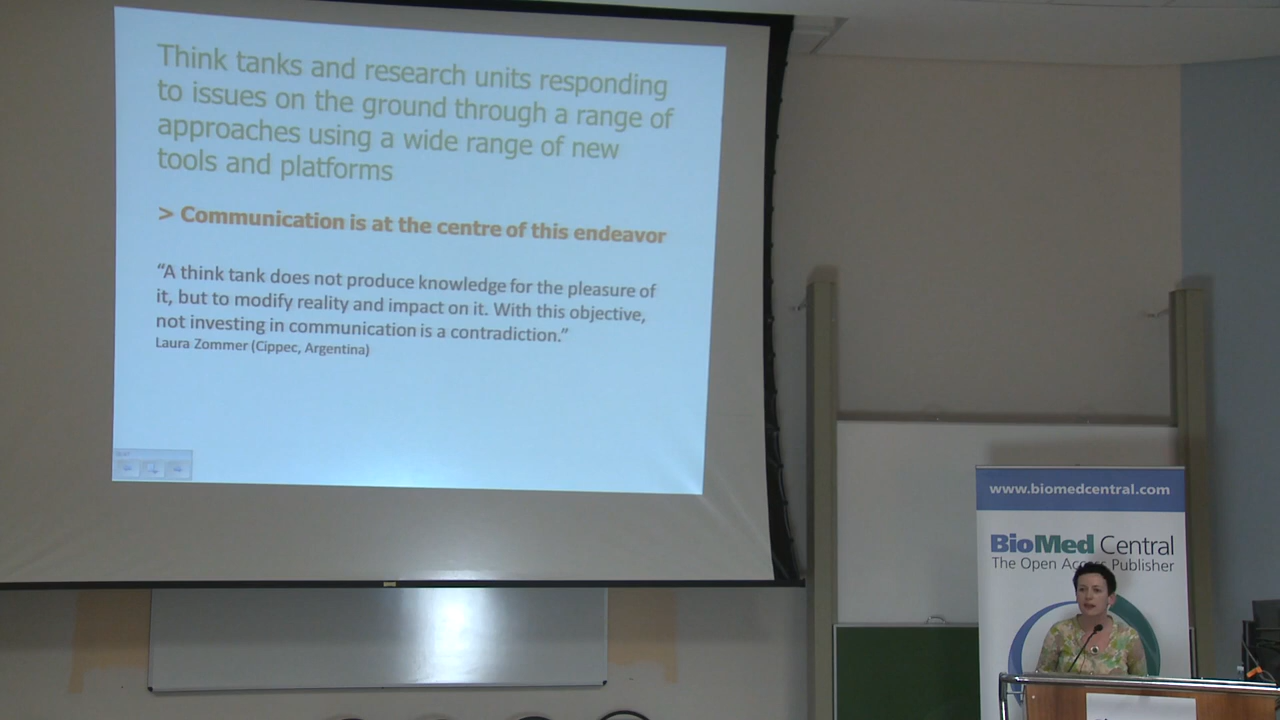 Think tanks and research units responding
to issues on the ground through a range of
approaches using a wide range of new
tools and platforms
> Communication is at the centre of this endeavor
“A think tank does not produce knowledge for the pleasure of
it, but to modify reality and impact on it. With this objective,
not investing in communication is a contradiction.”
Laura Zommer (Cippec, Argentina)
www.biomedcentral.com
BioMed Central
The Open Access Publisher